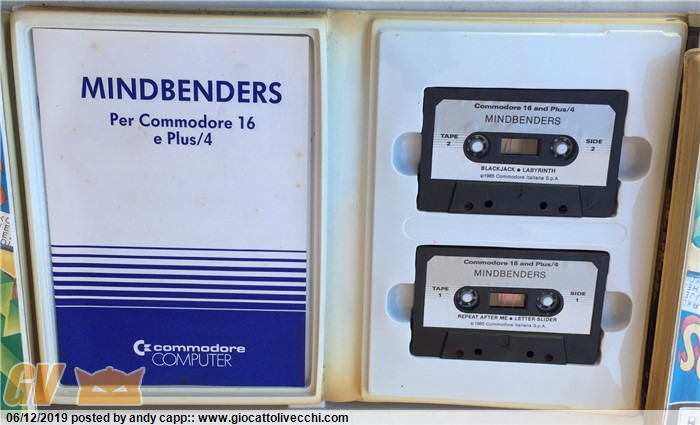 MINDBENDERS
Per Commodore 16
e Plus/4
commodore
COMPUTER
Commodore 16 and Plus/4
MINDBENDERS
TAPE
2
SIDE
2
BLACKJACK ● LABYRINTH
©1985 Commodore Italiana S.p.A.
Commodore 16 and Plus/4
MINDBENDERS
TAPE
1
SIDE
1
REPEAT AFTER ME ● LETTER SLIDER
©1985 Commodore Italiana S.p.A.
GV
06/12/2019 posted by andy capp:: www.giocattolivecchi.com